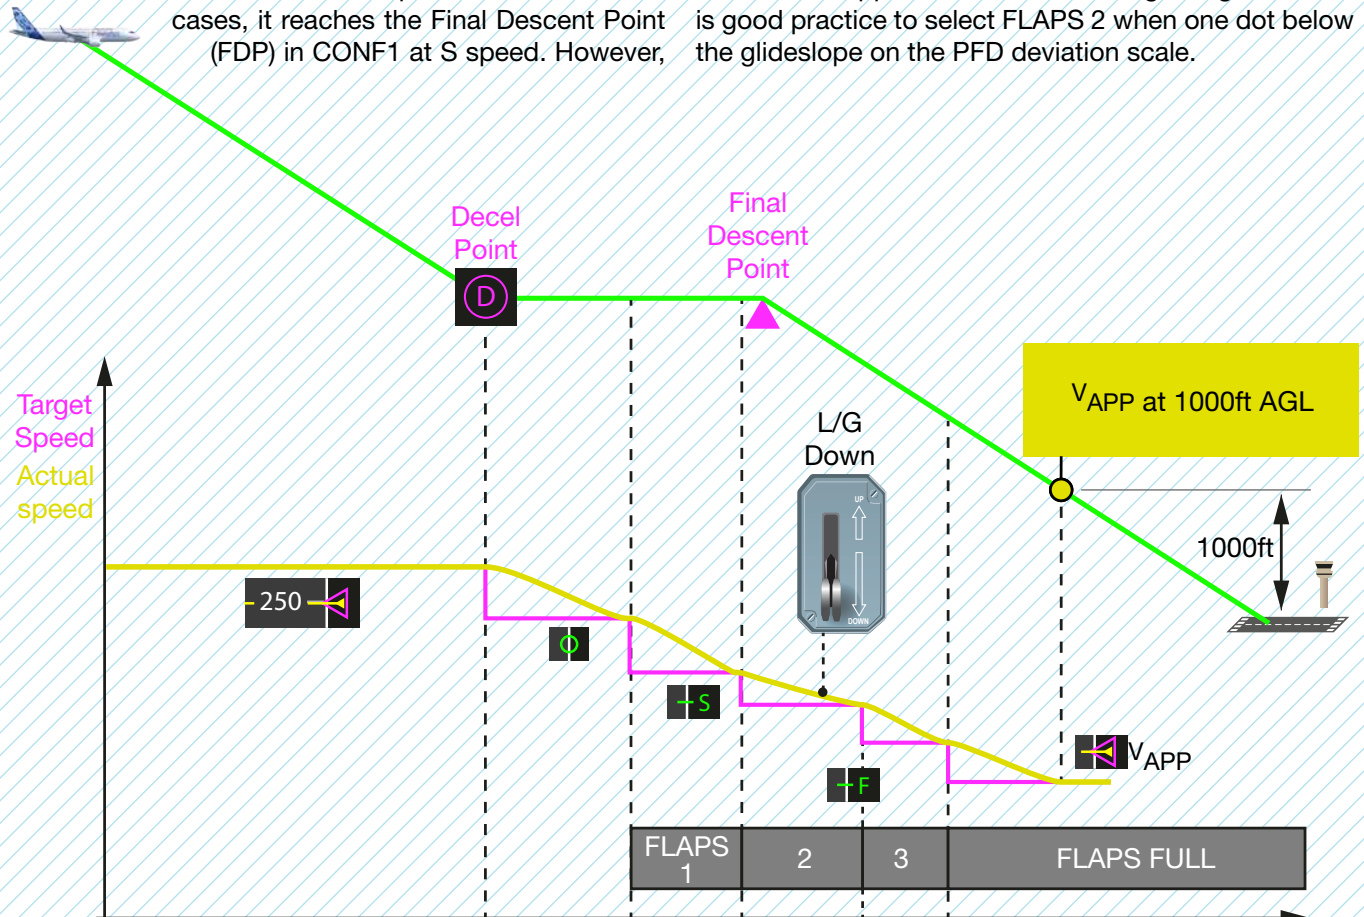 cases, it reaches the Final Descent Point
(FDP) in CONF1 at S speed. However,
is good practice to select FLAPS 2 when one dot below
the glideslope on the PFD deviation scale.
Decel
Point
D
Final
Descent
Point
Target
Speed
Actual
speed
VAPP at 1000ft AGL
L/G
Down
UP
DOWN
1000ft
250
O
S
F
VAPP
FLAPS
1
2
3
FLAPS FULL